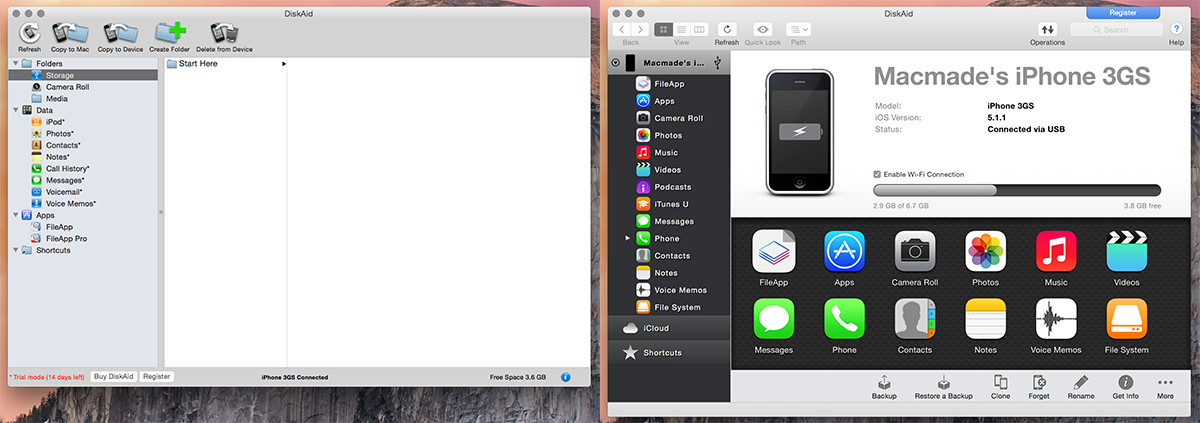 DiskAid
Refresh
Copy to Mac
Copy to Device
Create Folder
Delete from Device
Folders
Storage
Camera Roll
Media
Data
iPod*
Photos*
Contacts*
Notes*
Call History*
Messages*
Voicemail*
Voice Memos*
Apps
FileApp
FileApp Pro
Shortcuts
Start Here
* Trial mode (14 days left)
Buy DiskAid
Register
iPhone 3GS Connected
Free Space 3.6 GB
DiskAid
Register
Back
View
Refresh
Quick Look
Path
Operations
Search
Help
Macmade's i...
FileApp
Apps
Camera Roll
Photos
Music
Videos
Podcasts
iTunes U
Messages
Phone
Contacts
Notes
Voice Memos
File System
iCloud
Shortcuts
Macmade's iPhone 3GS
Model: iPhone 3GS
iOS Version: 5.1.1
Status: Connected via USB
Enable Wi-Fi Connection
2.9 GB of 6.7 GB
3.8 GB free
FileApp
Apps
Camera Roll
Photos
Music
Videos
Messages
Phone
Contacts
Notes
Voice Memos
File System
Backup
Restore a Backup
Clone
Forget
Rename
Get Info
More